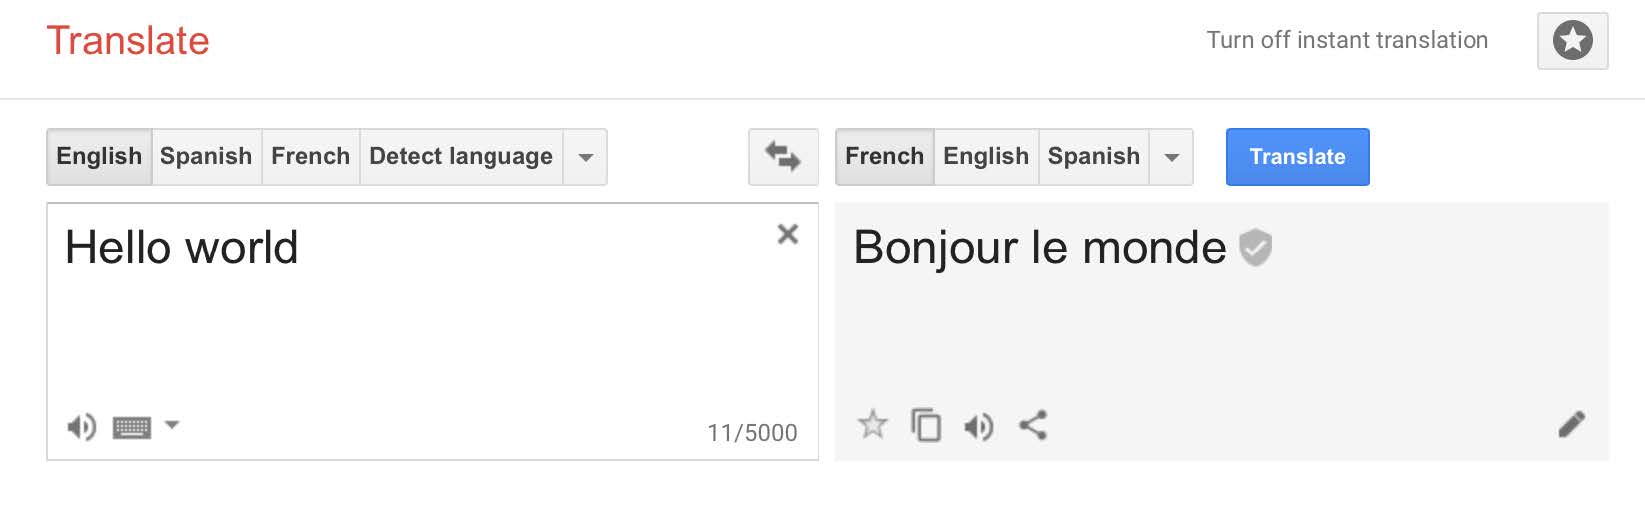 Translate
Turn off instant translation
English Spanish French Detect language
French English Spanish
Translate
Hello world
Bonjour le monde
11/5000